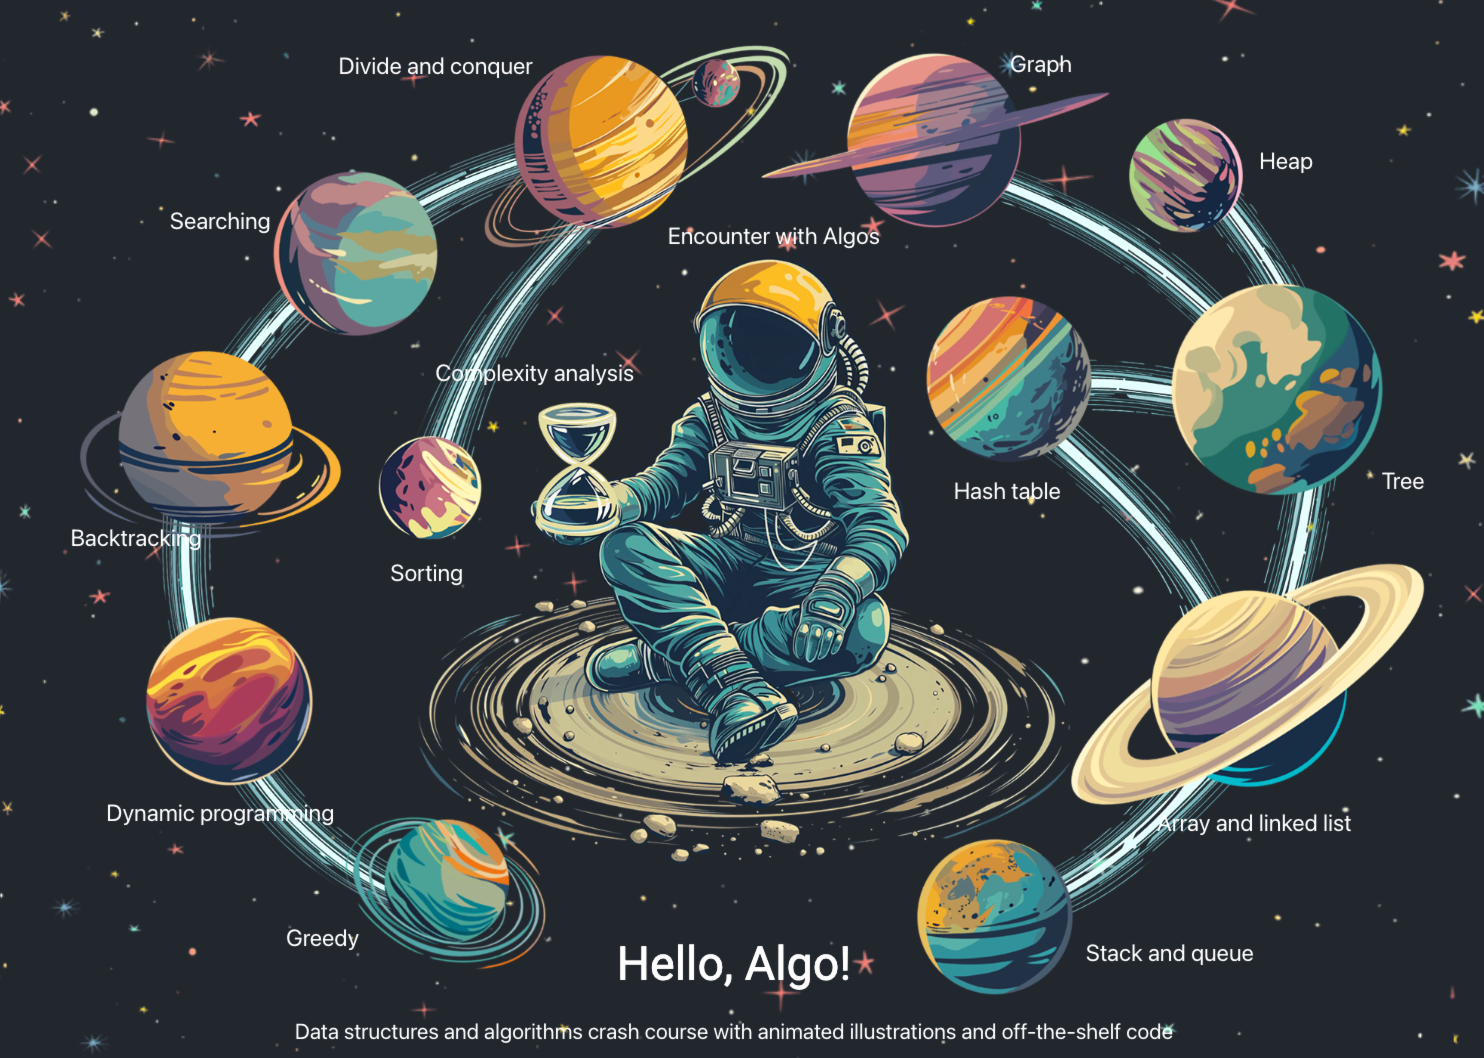 Divide and conquer
Graph
Heap
Searching
Encounter with Algos
Complexity analysis
Hash table
Tree
Backtracking
Sorting
Dynamic programming
Array and linked list
Greedy
Stack and queue
Hello, Algo!
Data structures and algorithms crash course with animated illustrations and off-the-shelf code